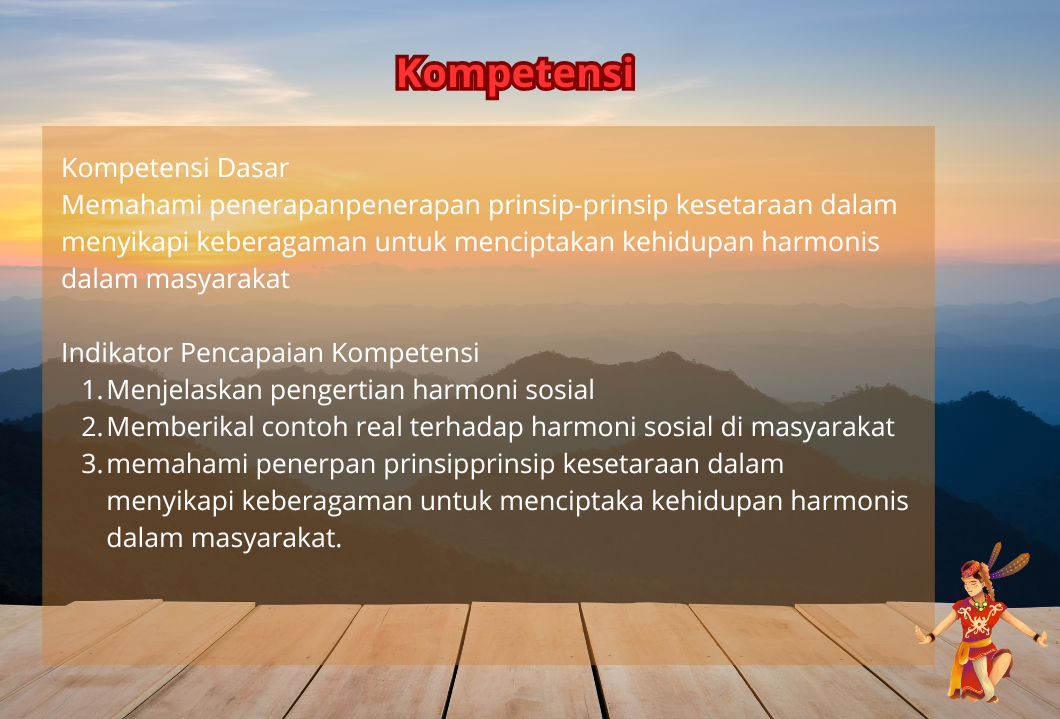 Kompetensi
Kompetensi Dasar
Memahami penerapanpenerapan prinsip-prinsip kesetaraan dalam
menyikapi keberagaman untuk menciptakan kehidupan harmonis
dalam masyarakat
Indikator Pencapaian Kompetensi
1. Menjelaskan pengertian harmoni sosial
2. Memberikal contoh real terhadap harmoni sosial di masyarakat
3. memahami penerpan prinsipprinsip kesetaraan dalam
menyikapi keberagaman untuk menciptaka kehidupan harmonis
dalam masyarakat.